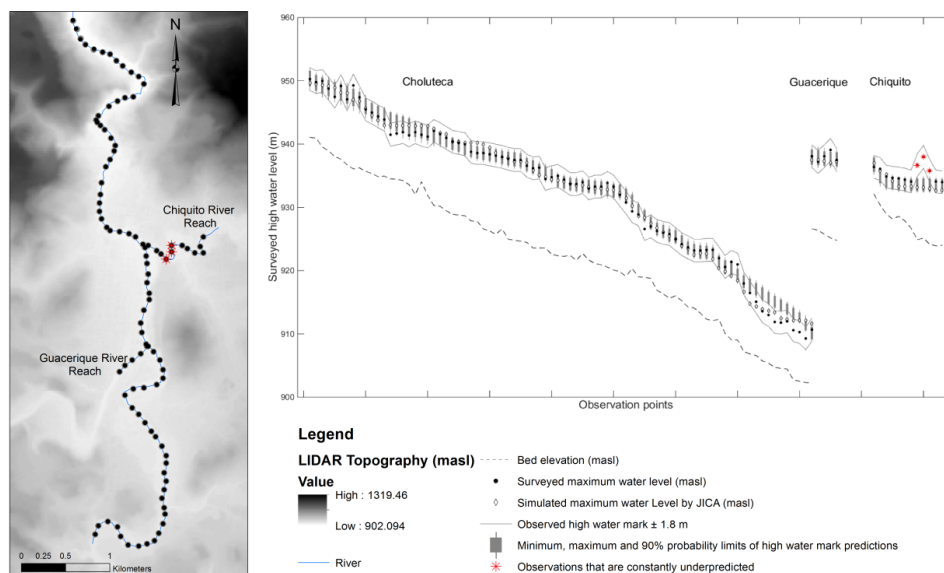 N
Chiquito River
Reach
Guacerique River
Reach
0 0.25 0.5 1
Kilometers
Surveyed high water level (m)
960
950
940
930
920
910
900
Choluteca
Guacerique
Chiquito
Observation points
Legend
LIDAR Topography (masl)
Value
High : 1319.46
Low : 902.094
River
Bed elevation (masl)
Surveyed maximum water level (masl)
Simulated maximum water Level by JICA (masl)
Observed high water mark ± 1.8 m
Minimum, maximum and 90% probability limits of high water mark predictions
Observations that are constantly underpredicted